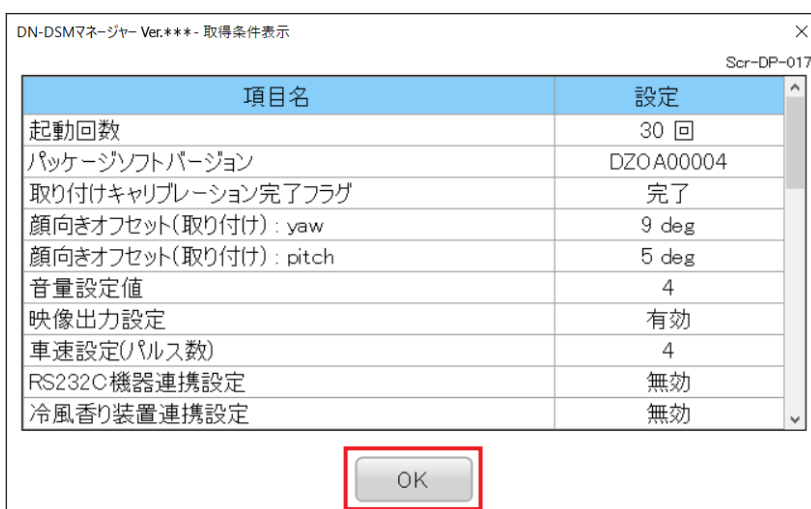 DN-DSMマネージャー Ver.***- 取得条件表示
Scr-DP-017
項目名 設定
起動回数 30 回
パッケージソフトバージョン DZOA00004
取り付けキャリブレーション完了フラグ 完了
顔向きオフセット(取り付け) : yaw 9 deg
顔向きオフセット(取り付け) : pitch 5 deg
音量設定値 4
映像出力設定 有効
車速設定(パルス数) 4
RS232C機器連携設定 無効
冷風香り装置連携設定 無効
OK